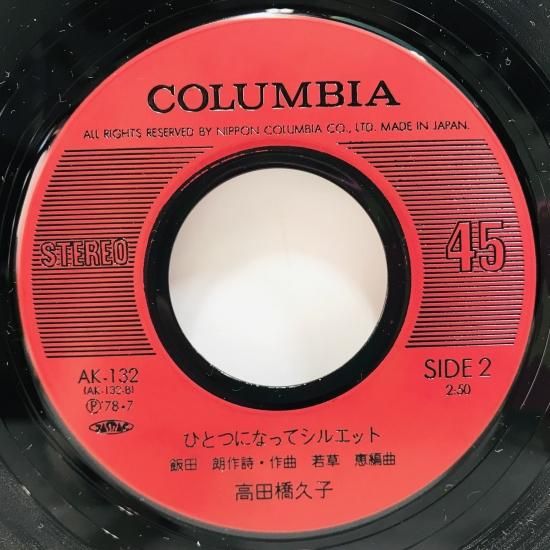 COLUMBIA
ALL RIGHTS RESERVED BY NIPPON COLUMBIA CO., LTD. MADE IN JAPAN.
STEREO
45
AK-132
(AK-132-B)
Ⓟ'78・7
JASRAC
SIDE 2
2:50
ひとつになってシルエット
飯田 朗作詩・作曲 若草 恵編曲
高田橋久子